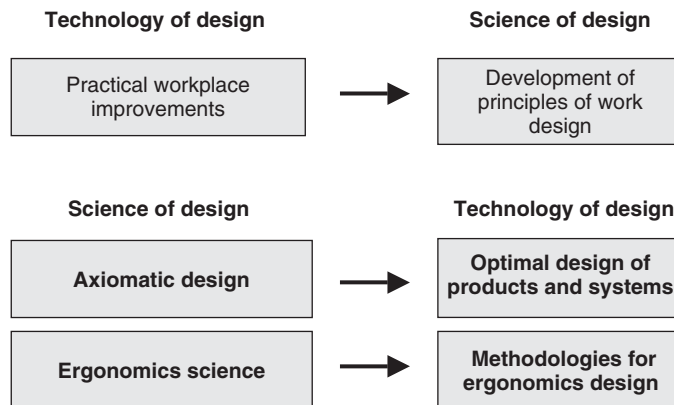 Technology of design
Science of design
Practical workplace
improvements
Development of
principles of work
design
Science of design
Technology of design
Axiomatic design
Optimal design of
products and systems
Ergonomics science
Methodologies for
ergonomics design